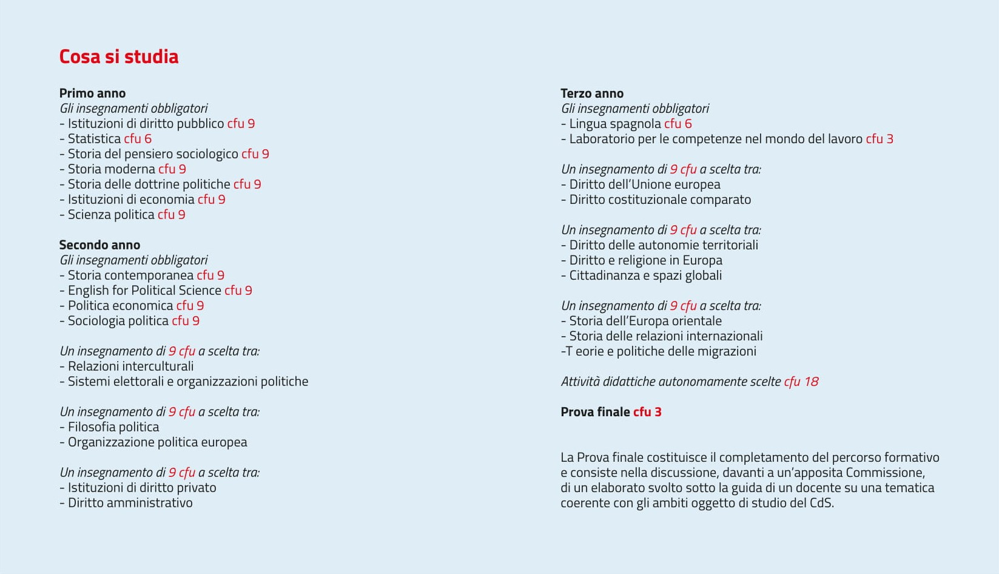 Cosa si studia
Primo anno
Gli insegnamenti obbligatori
- Istituzioni di diritto pubblico cfu 9
- Statistica cfu 6
- Storia del pensiero sociologico cfu 9
- Storia moderna cfu 9
- Storia delle dottrine politiche cfu 9
- Istituzioni di economia cfu 9
- Scienza politica cfu 9
Secondo anno
Gli insegnamenti obbligatori
- Storia contemporanea cfu 9
- English for Political Science cfu 9
- Politica economica cfu 9
- Sociologia politica cfu 9
Un insegnamento di 9 cfu a scelta tra:
- Relazioni interculturali
- Sistemi elettorali e organizzazioni politiche
Un insegnamento di 9 cfu a scelta tra:
- Filosofia politica
- Organizzazione politica europea
Un insegnamento di 9 cfu a scelta tra:
- Istituzioni di diritto privato
- Diritto amministrativo
Terzo anno
Gli insegnamenti obbligatori
- Lingua spagnola cfu 6
- Laboratorio per le competenze nel mondo del lavoro cfu 3
Un insegnamento di 9 cfu a scelta tra:
- Diritto dell’Unione europea
- Diritto costituzionale comparato
Un insegnamento di 9 cfu a scelta tra:
- Diritto delle autonomie territoriali
- Diritto e religione in Europa
- Cittadinanza e spazi globali
Un insegnamento di 9 cfu a scelta tra:
- Storia dell’Europa orientale
- Storia delle relazioni internazionali
-T eorie e politiche delle migrazioni
Attività didattiche autonomamente scelte cfu 18
Prova finale cfu 3
La Prova finale costituisce il completamento del percorso formativo
e consiste nella discussione, davanti a un’apposita Commissione,
di un elaborato svolto sotto la guida di un docente su una tematica
coerente con gli ambiti oggetto di studio del CdS.